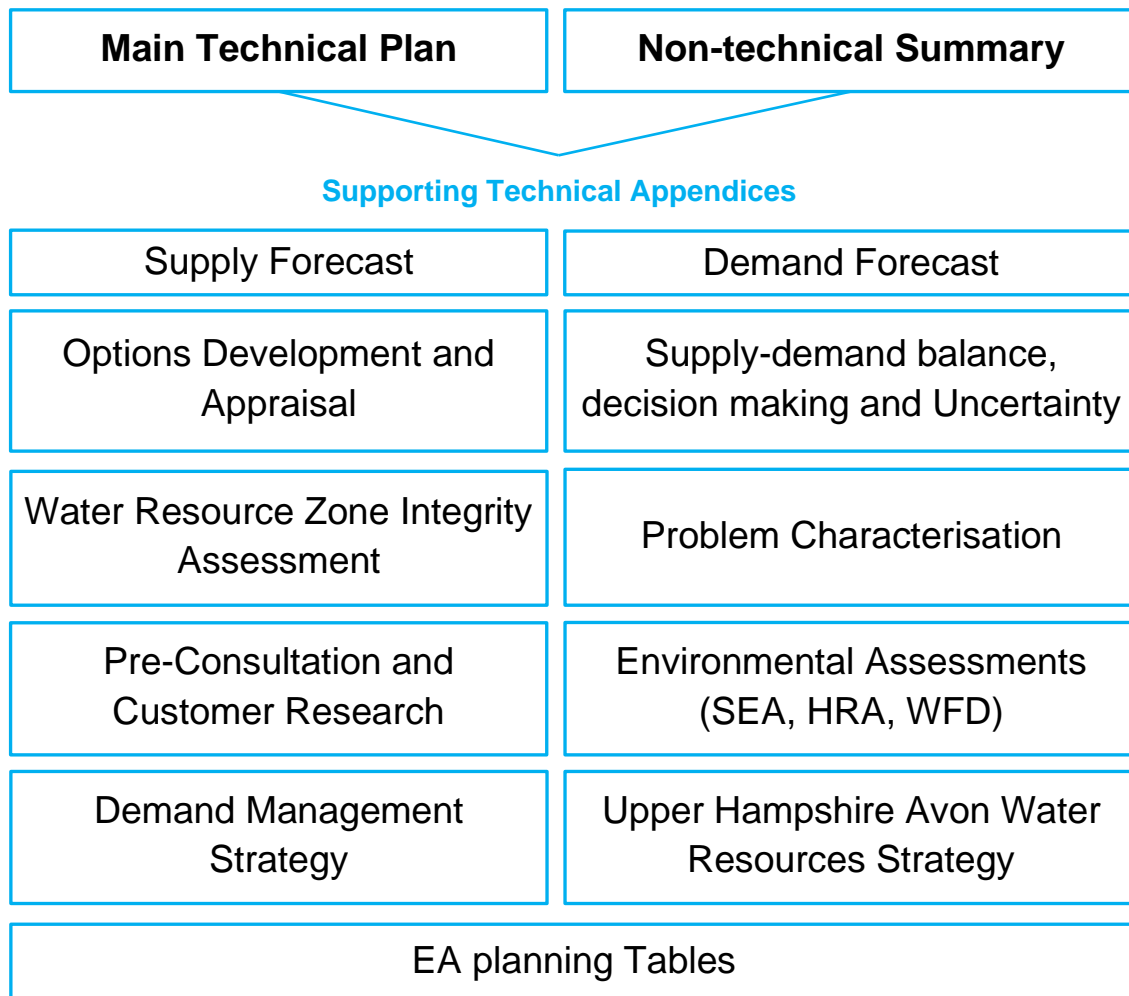 Main Technical Plan
Non-technical Summary
Supporting Technical Appendices
Supply Forecast
Demand Forecast
Options Development and
Appraisal
Supply-demand balance,
decision making and Uncertainty
Water Resource Zone Integrity
Assessment
Problem Characterisation
Pre-Consultation and
Customer Research
Environmental Assessments
(SEA, HRA, WFD)
Demand Management
Strategy
Upper Hampshire Avon Water
Resources Strategy
EA planning Tables